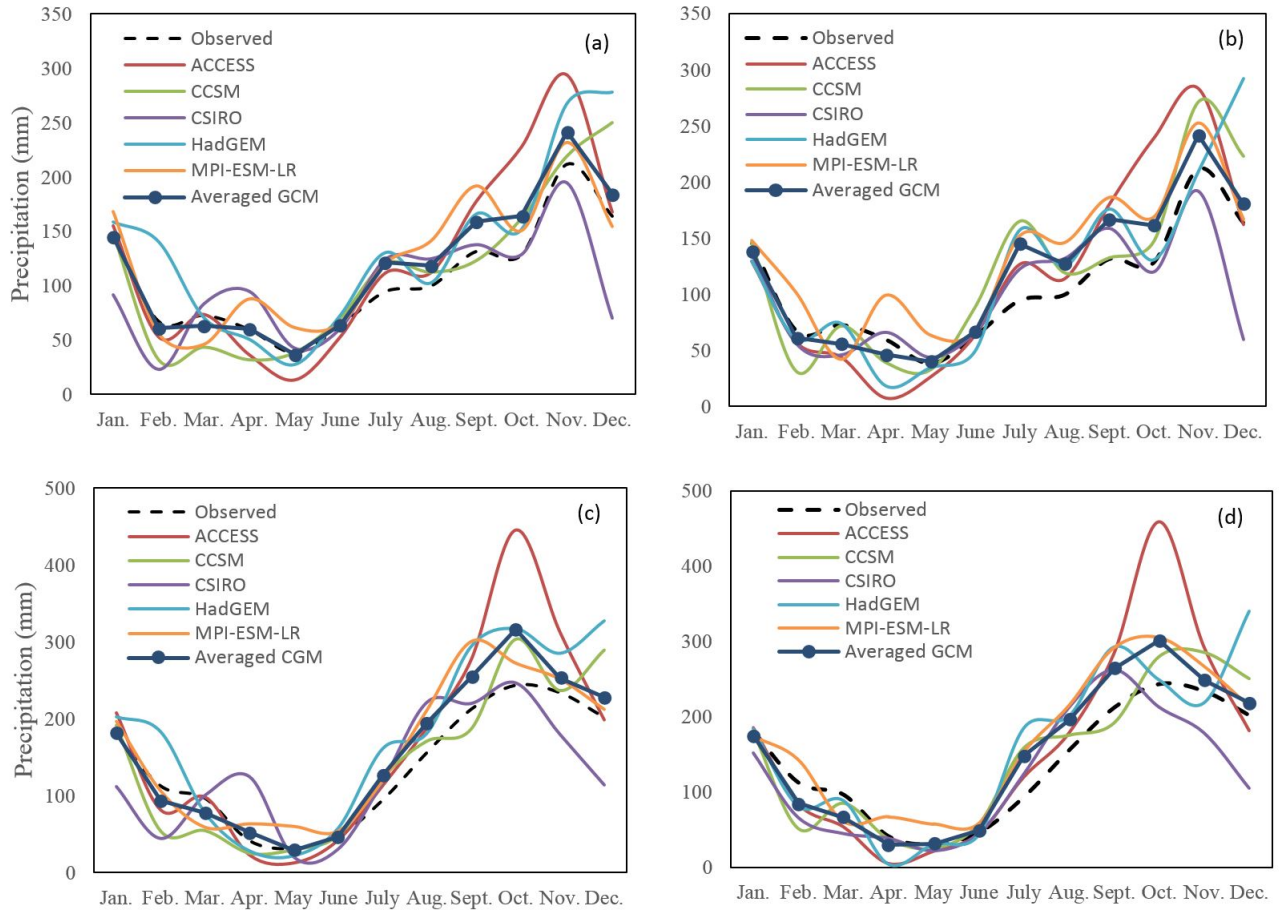 350
300
250
200
150
100
50
0
Precipitation (mm)
(a)
Observed
ACCESS
CCSM
CSIRO
HadGEM
MPI-ESM-LR
Averaged GCM
Jan. Feb. Mar. Apr. May June July Aug. Sept. Oct. Nov. Dec.
350
300
250
200
150
100
50
0
(b)
Observed
ACCESS
CCSM
CSIRO
HadGEM
MPI-ESM-LR
Averaged GCM
Jan. Feb. Mar. Apr. May June July Aug. Sept. Oct. Nov. Dec.
500
400
300
200
100
0
Precipitation (mm)
(c)
Observed
ACCESS
CCSM
CSIRO
HadGEM
MPI-ESM-LR
Averaged CGM
Jan. Feb. Mar. Apr. May June July Aug. Sept. Oct. Nov. Dec.
500
400
300
200
100
0
(d)
Observed
ACCESS
CCSM
CSIRO
HadGEM
MPI-ESM-LR
Averaged GCM
Jan. Feb. Mar. Apr. May June July Aug. Sept. Oct. Nov. Dec.